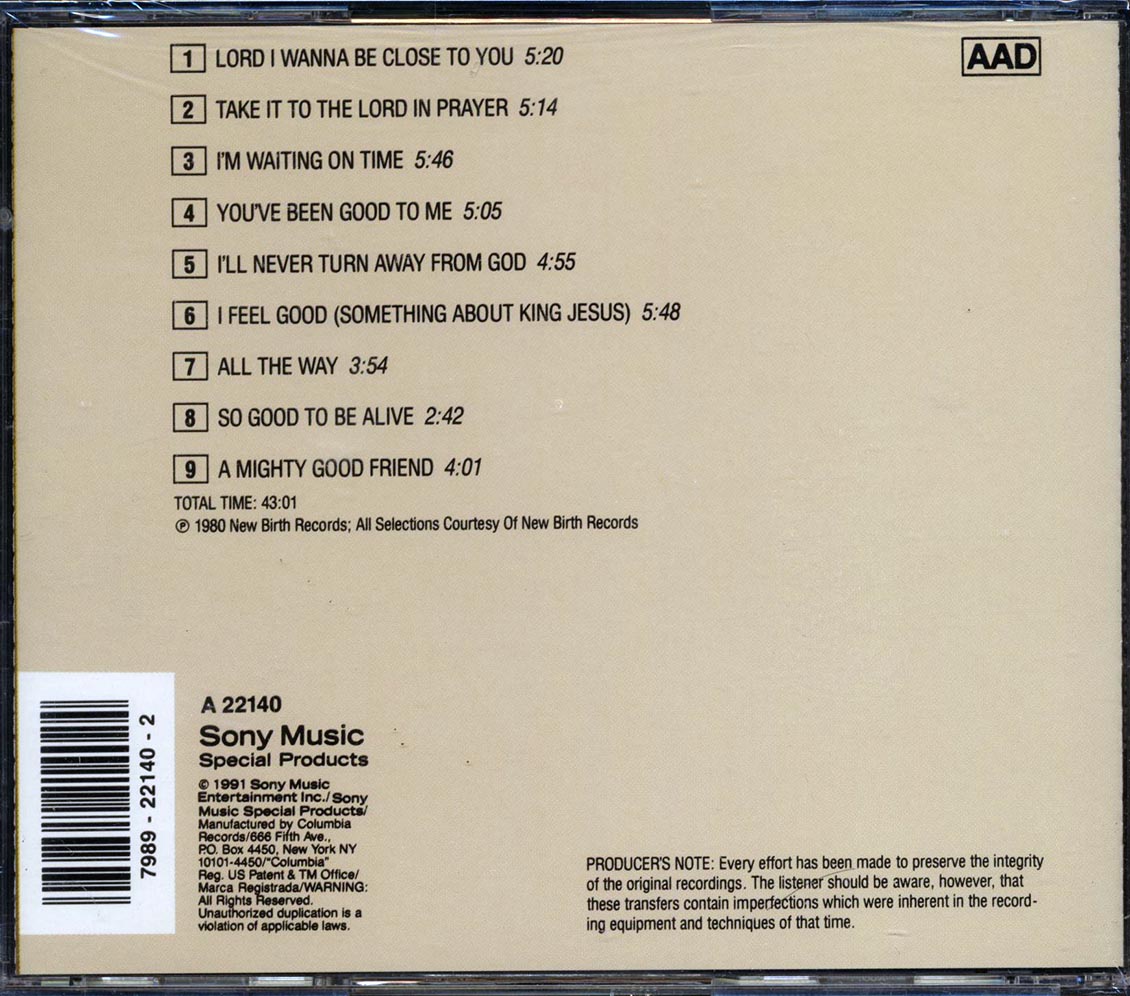 1 LORD I WANNA BE CLOSE TO YOU 5:20
AAD
2 TAKE IT TO THE LORD IN PRAYER 5:14
3 I'M WAITING ON TIME 5:46
4 YOU'VE BEEN GOOD TO ME 5:05
5 I'LL NEVER TURN AWAY FROM GOD 4:55
6 I FEEL GOOD (SOMETHING ABOUT KING JESUS) 5:48
7 ALL THE WAY 3:54
8 SO GOOD TO BE ALIVE 2:42
9 A MIGHTY GOOD FRIEND 4:01
TOTAL TIME: 43:01
℗ 1980 New Birth Records; All Selections Courtesy Of New Birth Records
7989 - 22140 - 2
A 22140
Sony Music
Special Products
© 1991 Sony Music
Entertainment Inc./Sony
Music Special Products/
Manufactured by Columbia
Records/666 Fifth Ave.,
P.O. Box 4450, New York NY
10101-4450/"Columbia"
Reg. US Patent & TM Office/
Marca Registrada/WARNING:
All Rights Reserved.
Unauthorized duplication is a
violation of applicable laws.
PRODUCER'S NOTE: Every effort has been made to preserve the integrity
of the original recordings. The listener should be aware, however, that
these transfers contain imperfections which were inherent in the record-
ing equipment and techniques of that time.